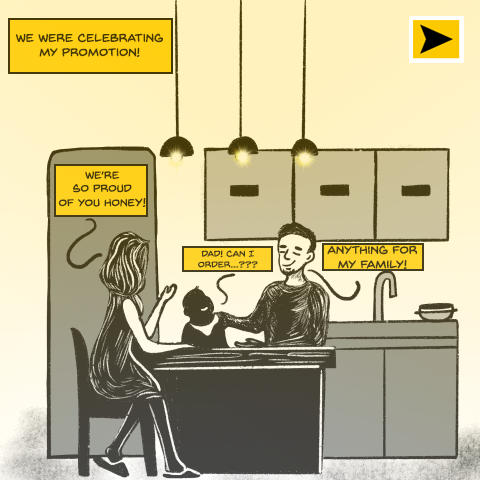 WE WERE CELEBRATING
MY PROMOTION!
WE'RE
SO PROUD
OF YOU HONEY!
DAD! CAN I
ORDER...???
ANYTHING FOR
MY FAMILY!